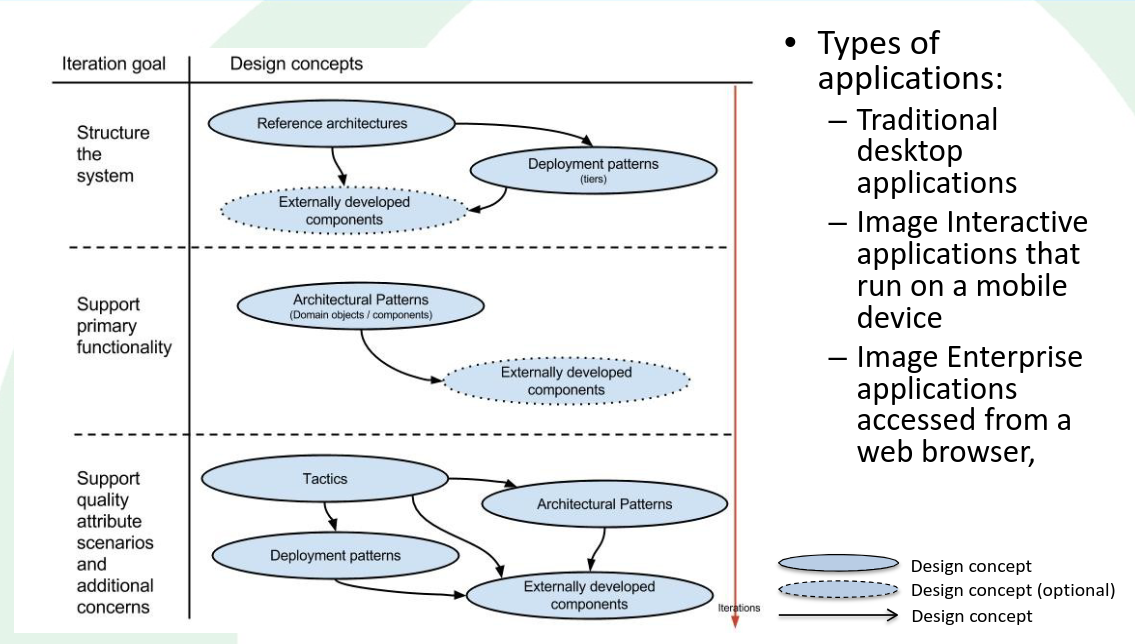 Iteration goal
Design concepts
Structure
the
system
Reference architectures
Deployment patterns
(tiers)
Externally developed
components
Support
primary
functionality
Architectural Patterns
(Domain objects / components)
Externally developed
components
Support
quality
attribute
scenarios
and
additional
concerns
Tactics
Architectural Patterns
Deployment patterns
Externally developed
components
Iterations
• Types of
applications:
– Traditional
desktop
applications
– Image Interactive
applications that
run on a mobile
device
– Image Enterprise
applications
accessed from a
web browser,
Design concept
Design concept (optional)
Design concept